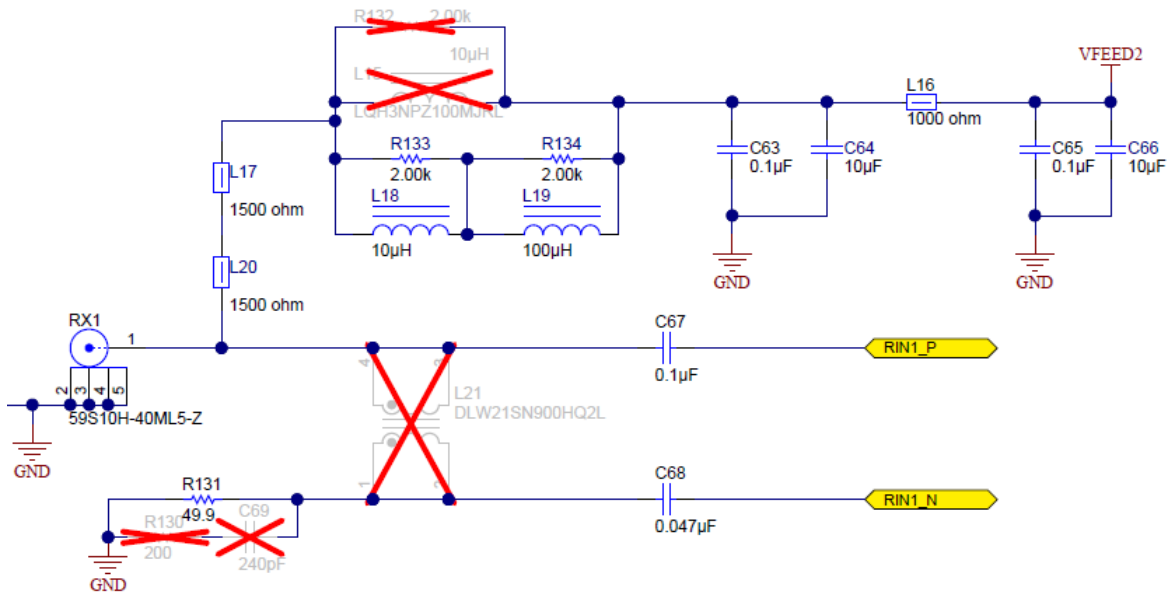 R132 2.00k
10µH
L15
LQH3NPZ100MJRL
VFEED2
L16
1000 ohm
R133 R134
2.00k 2.00k
C63 C64 C65 C66
0.1µF 10µF 0.1µF 10µF
L17
L18 L19
1500 ohm
10µH 100µH
L20
GND GND
1500 ohm
RX1
1
C67
RIN1_P
0.1µF
4 3
2 3 4 5
L21
DLW21SN900HQ2L
59S10H-40ML5-Z
GND
1 2
C68
R131
RIN1_N
49.9
C69
0.047µF
R130
200
240pF
GND